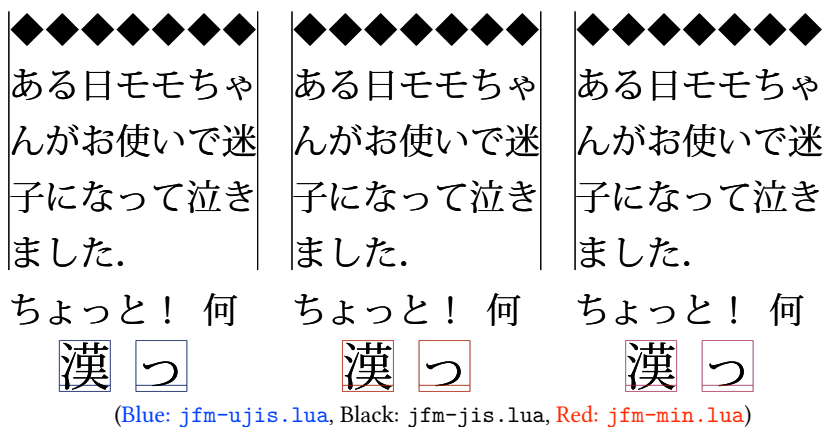 ◆◆◆◆◆◆◆
ある日モモちゃ
んがお使いで迷
子になって泣き
ました.
ちょっと！ 何
漢 っ
◆◆◆◆◆◆◆
ある日モモちゃ
んがお使いで迷
子になって泣き
ました.
ちょっと！ 何
漢 っ
◆◆◆◆◆◆◆
ある日モモちゃ
んがお使いで迷
子になって泣き
ました.
ちょっと！ 何
漢 っ
(Blue: jfm-ujis.lua, Black: jfm-jis.lua, Red: jfm-min.lua)